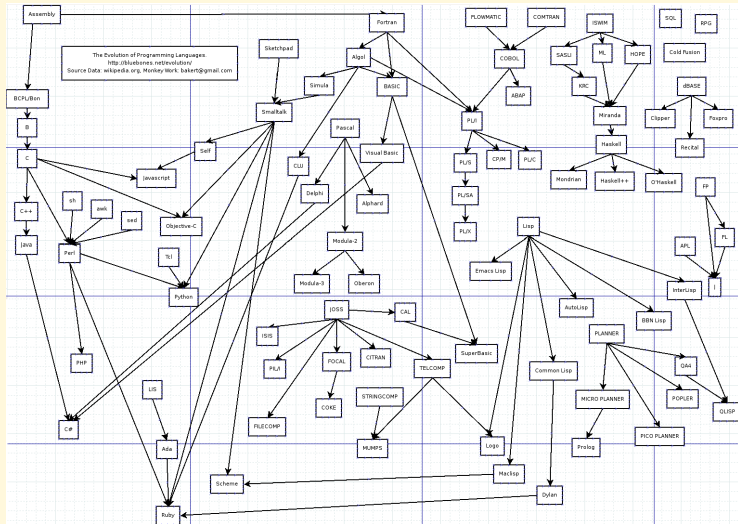 Assembly
Fortran
FLOWMATIC
COMTRAN
ISWIM
SQL
RPG
The Evolution of Programming Languages.
http://bluebones.net/evolution/
Source Data: wikipedia.org, Monkey Work: bakert@gmail.com
Sketchpad
Algol
COBOL
SASL
ML
HOPE
Cold Fusion
Simula
BASIC
ABAP
KRC
dBASE
BCPL/Bon
Smalltalk
PL/I
Miranda
Clipper
Foxpro
B
Pascal
Self
Visual Basic
Haskell
Recital
C
CLU
PL/S
CP/M
PL/C
Javascript
Delphi
Alphard
PL/SA
Mondrian
Haskell++
O'Haskell
FP
sh
awk
sed
C++
Objective-C
PL/X
Lisp
Java
Perl
Tcl
Modula-2
APL
FL
Emacs Lisp
Modula-3
Oberon
Python
InterLisp
J
JOSS
CAL
AutoLisp
BBN Lisp
ISIS
PLANNER
PIL/I
FOCAL
CITRAN
SuperBasic
PHP
TELCOMP
Common Lisp
QA4
LIS
STRINGCOMP
COKE
MICRO PLANNER
POPLER
QLISP
C#
FILECOMP
Ada
MUMPS
Logo
Prolog
PICO PLANNER
Scheme
Maclisp
Dylan
Ruby